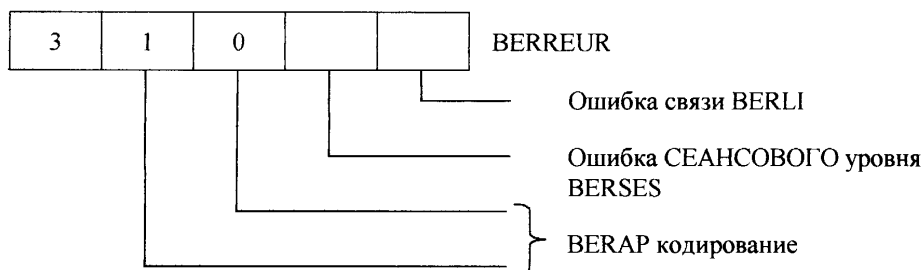 3 1 0 BERREUR
Ошибка связи BERLI
Ошибка СЕАНСОВОГО уровня
BERSES
BERAP кодирование